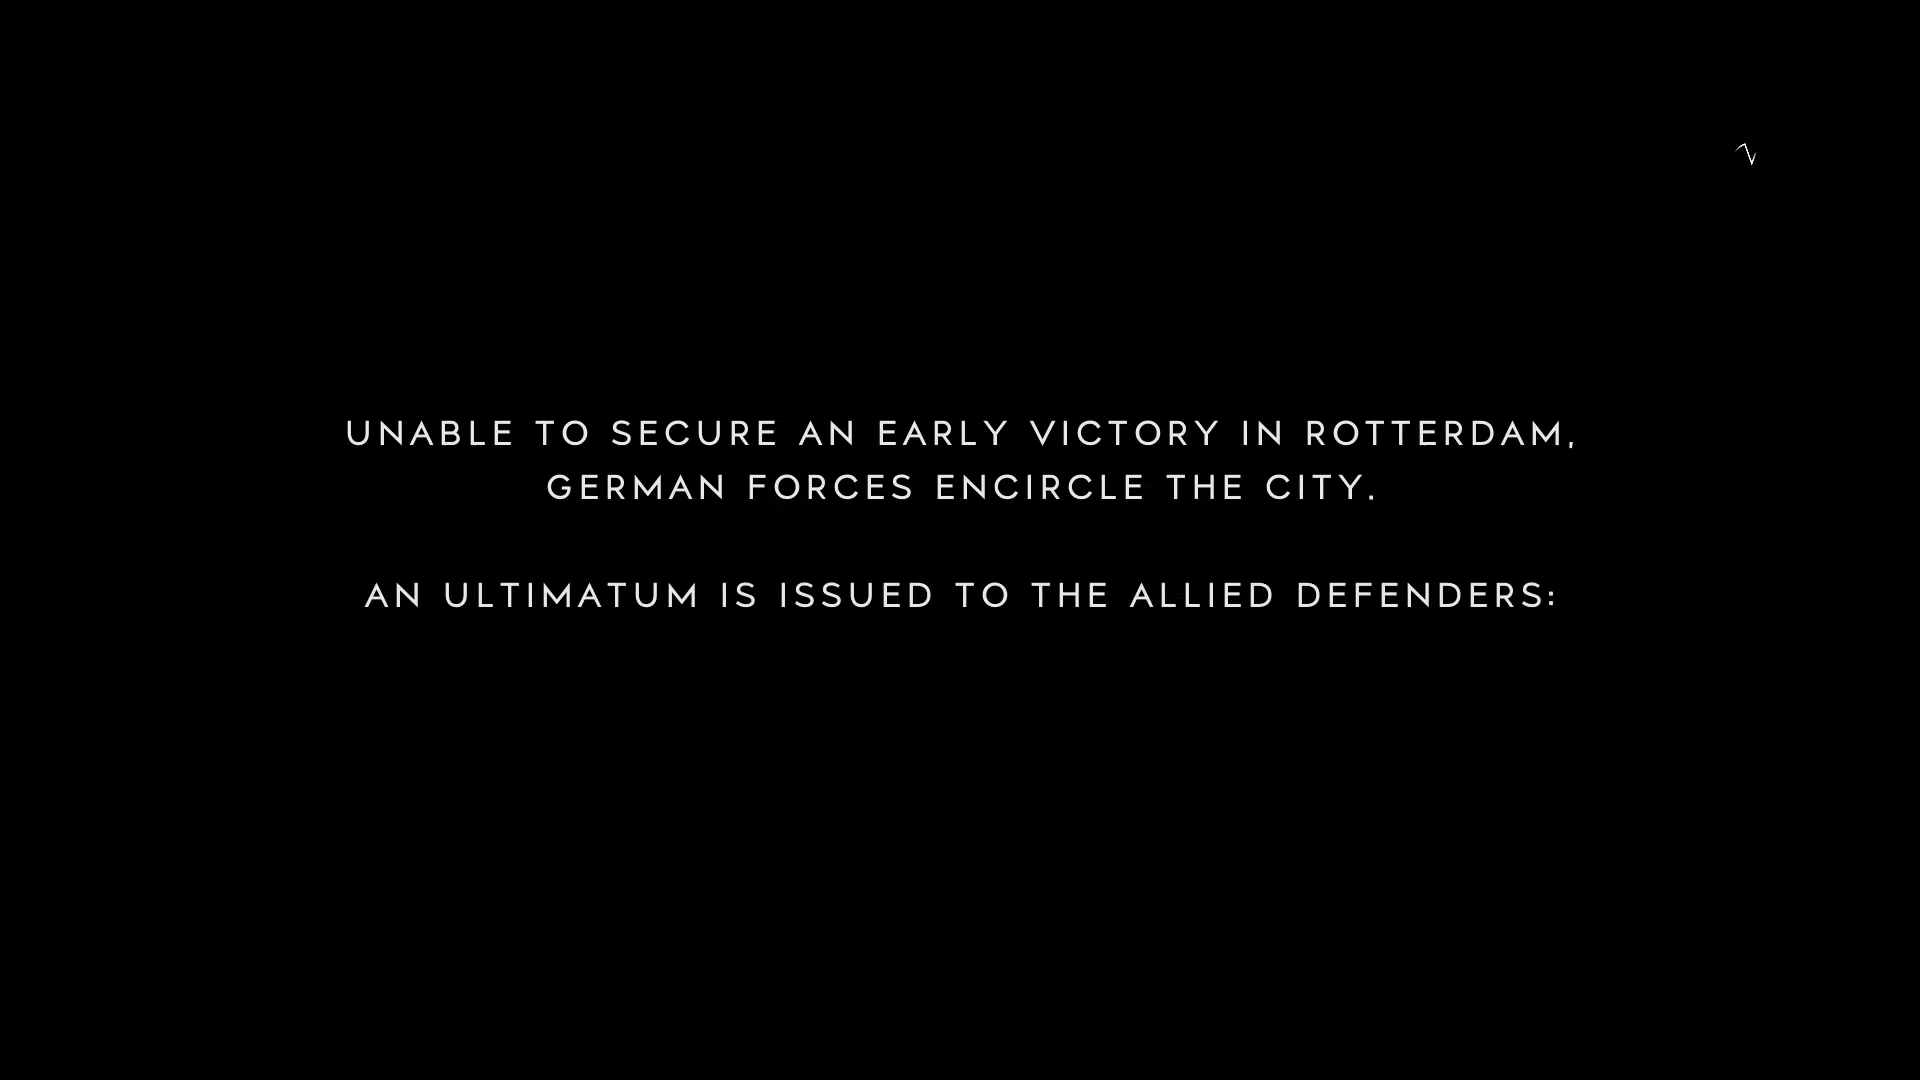 UNABLE TO SECURE AN EARLY VICTORY IN ROTTERDAM,
GERMAN FORCES ENCIRCLE THE CITY.
AN ULTIMATUM IS ISSUED TO THE ALLIED DEFENDERS: